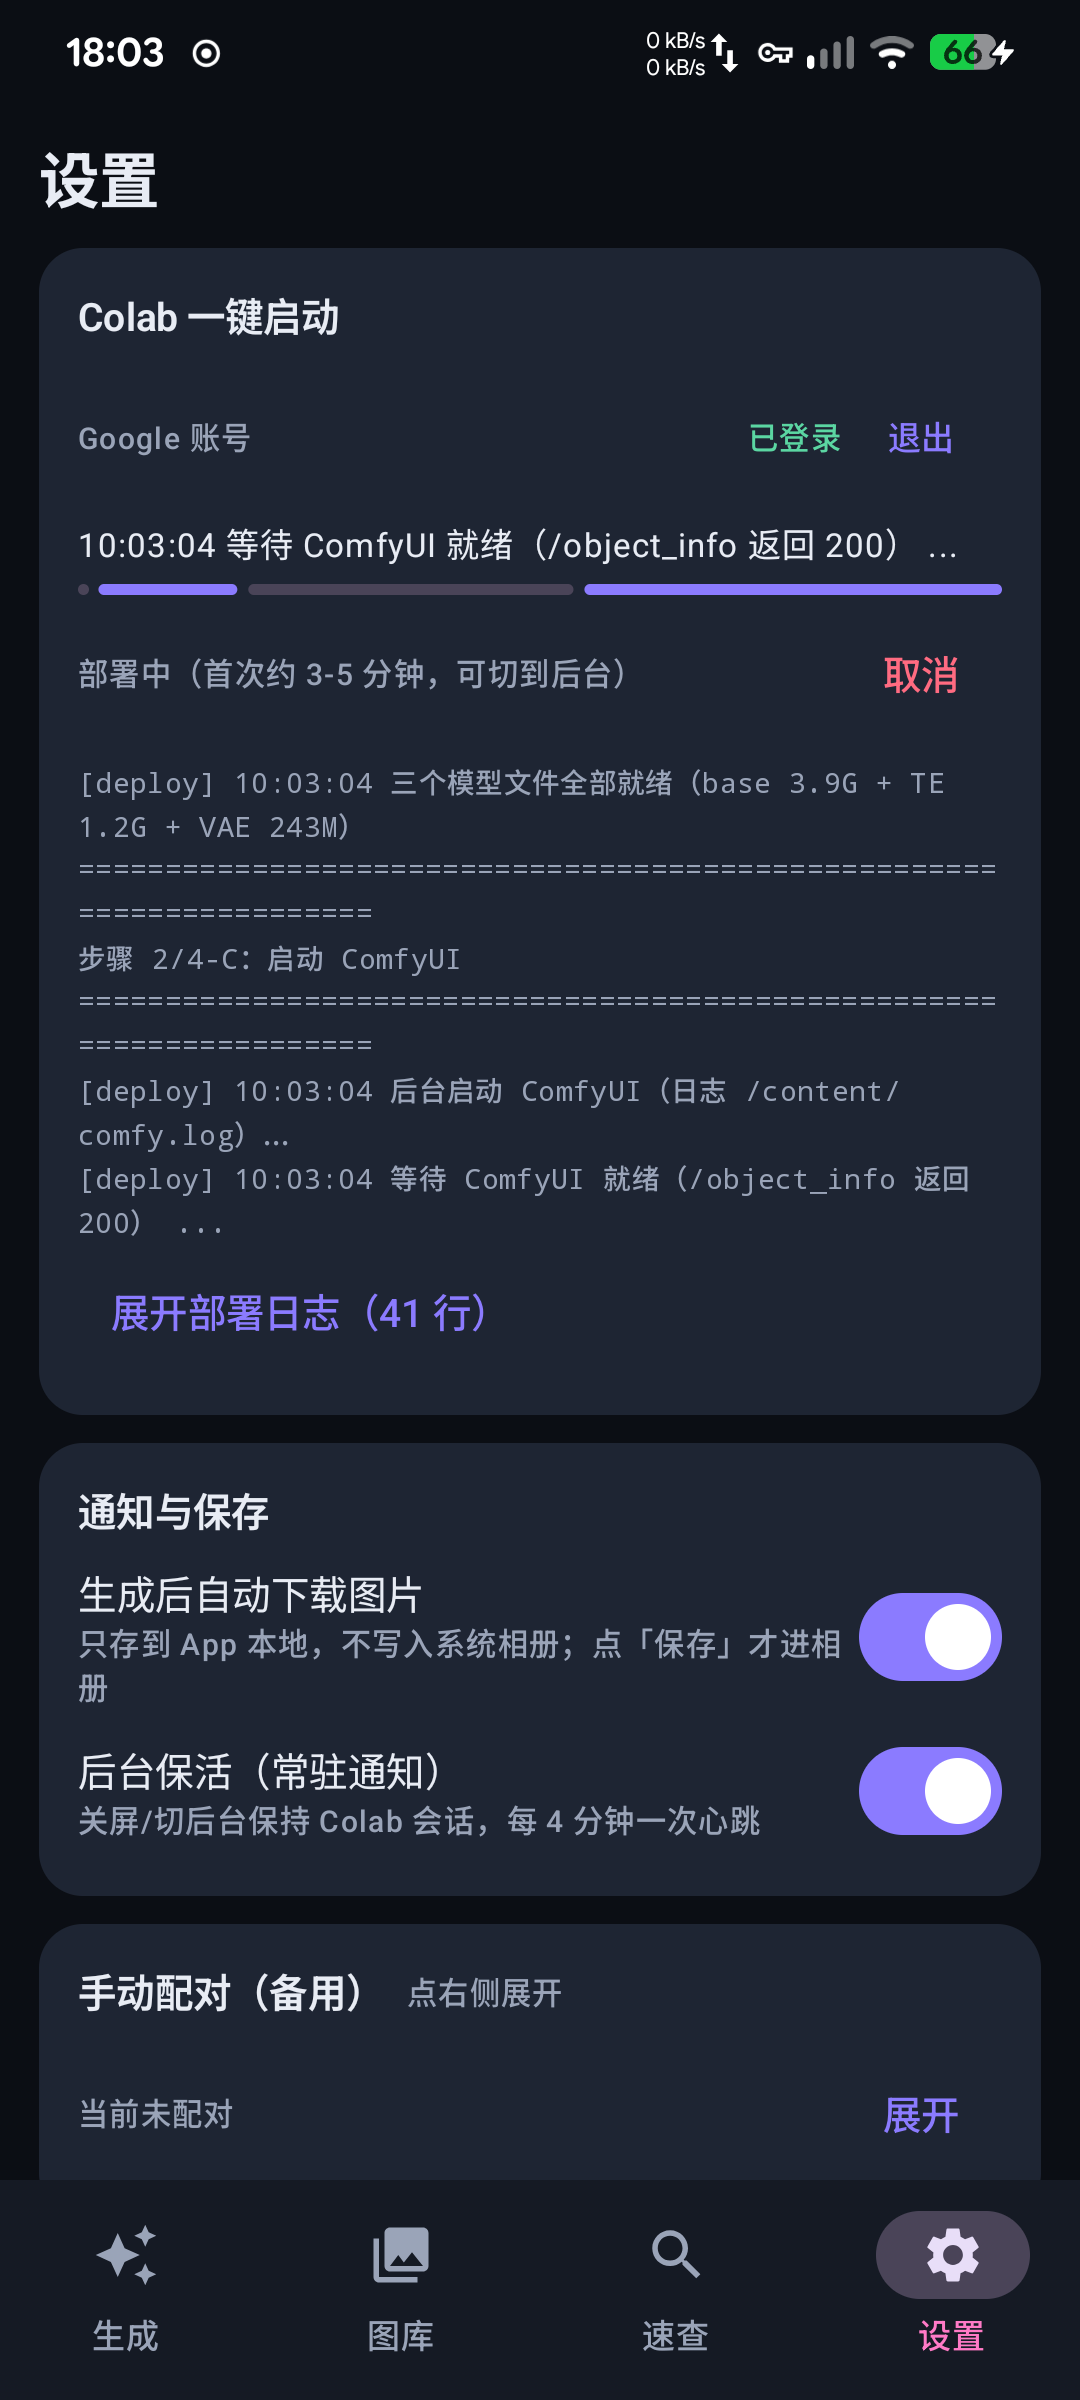 18:03
0 kB/s
0 kB/s
66
设置
Colab 一键启动
Google 账号
已登录
退出
10:03:04 等待 ComfyUI 就绪（/object_info 返回 200） ...
部署中（首次约 3-5 分钟，可切到后台）
取消
[deploy] 10:03:04 三个模型文件全部就绪（base 3.9G + TE
1.2G + VAE 243M）
=====================================================
=================
步骤 2/4-C：启动 ComfyUI
=====================================================
=================
[deploy] 10:03:04 后台启动 ComfyUI（日志 /content/
comfy.log）...
[deploy] 10:03:04 等待 ComfyUI 就绪（/object_info 返回
200） ...
展开部署日志（41 行）
通知与保存
生成后自动下载图片
只存到 App 本地，不写入系统相册；点「保存」才进相
册
后台保活（常驻通知）
关屏/切后台保持 Colab 会话，每 4 分钟一次心跳
手动配对（备用）
点右侧展开
当前未配对
展开
生成
图库
速查
设置